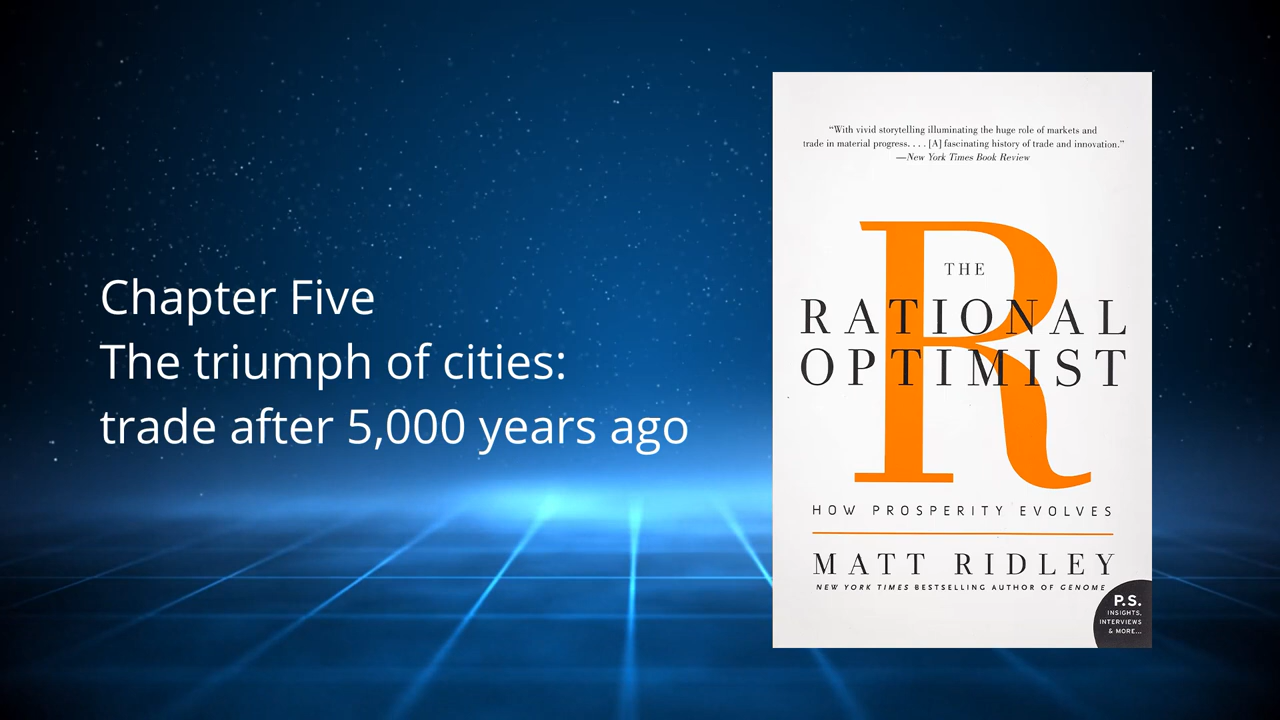 Chapter Five
The triumph of cities:
trade after 5,000 years ago
“With vivid storytelling illuminating the huge role of markets and
trade in material progress. . . . [A] fascinating history of trade and innovation.”
—New York Times Book Review
R
THE
RATIONAL
OPTIMIST
HOW PROSPERITY EVOLVES
MATT RIDLEY
NEW YORK TIMES BESTSELLING AUTHOR OF GENOME
P.S.
INSIGHTS,
INTERVIEWS
& MORE...